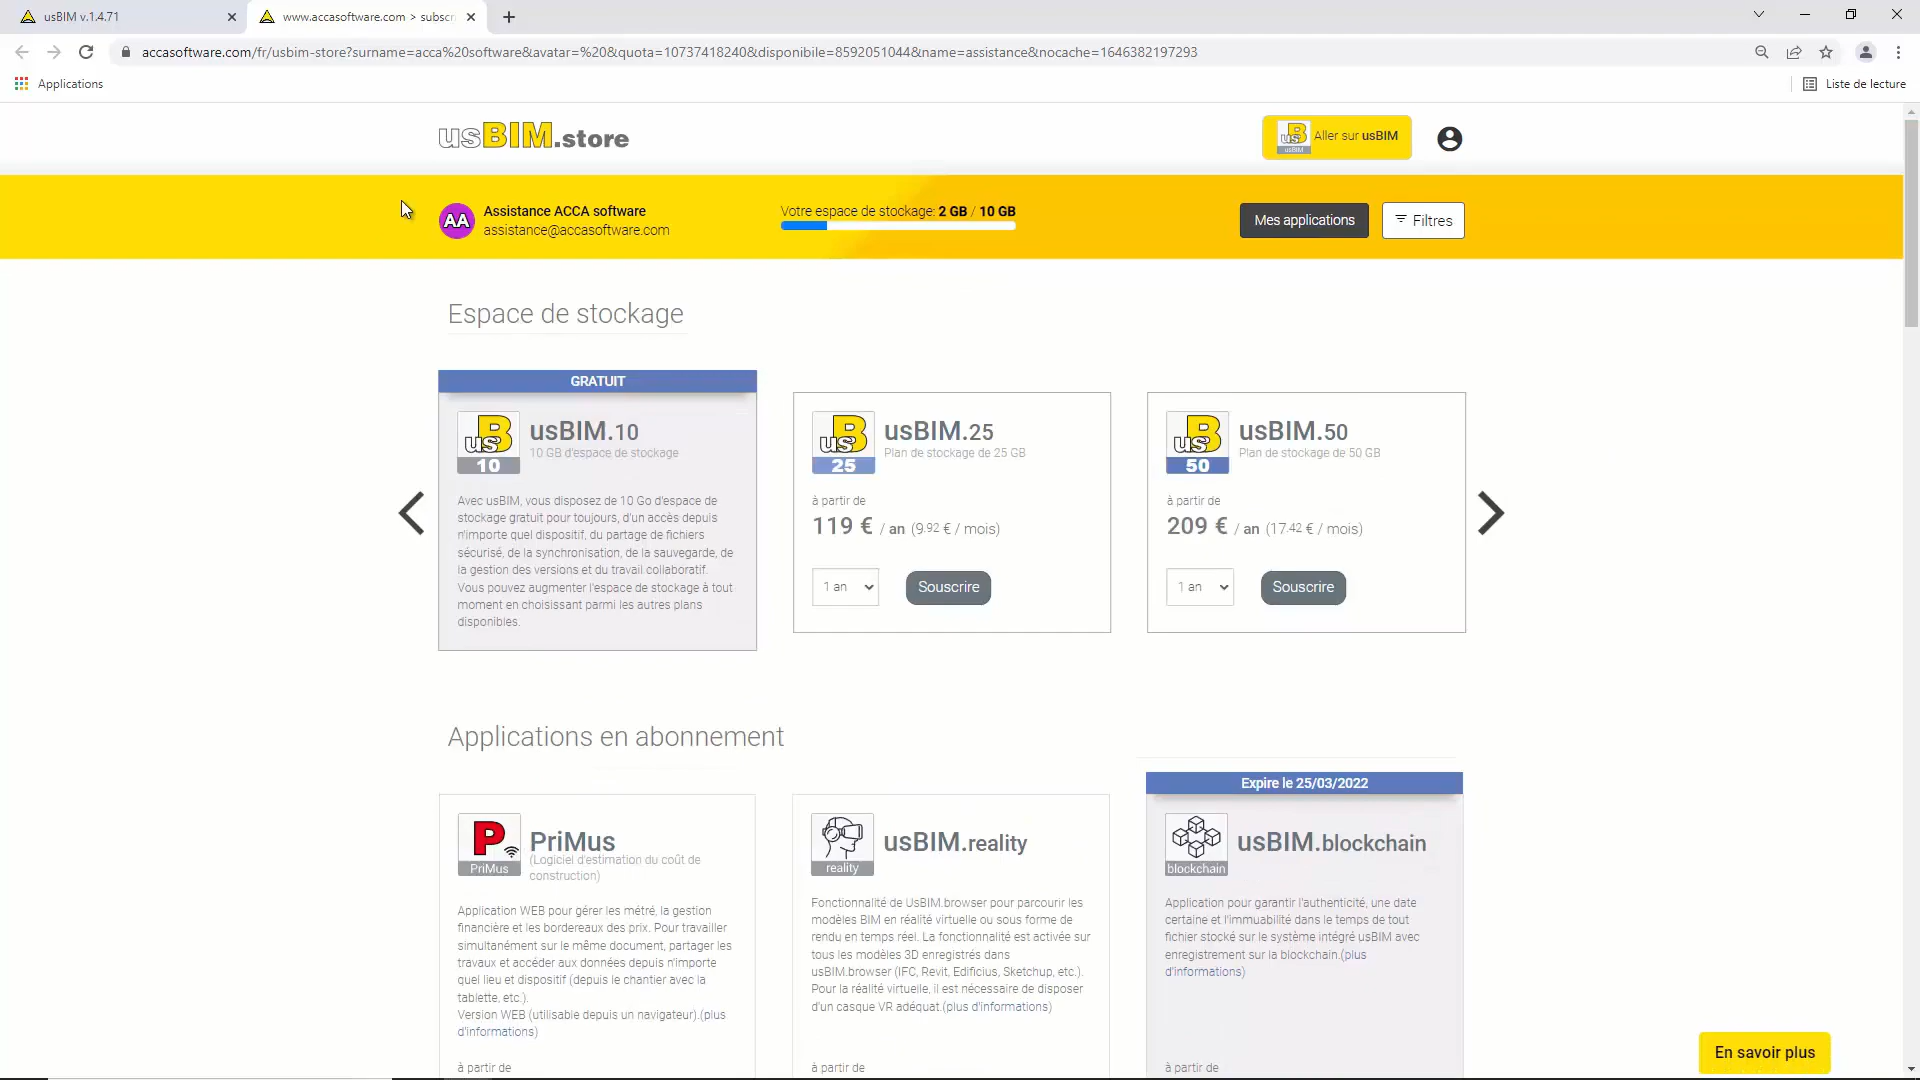 usBIM v.1.4.71
www.accasoftware.com > subscr
accasoftware.com/fr/usbim-store?surname=acca%20software&avatar=%20&quota=10737418240&disponibile=8592051044&name=assistance&nocache=1646382197293
Applications
Liste de lecture
usBIM.store
usB
usBIM
Aller sur usBIM
AA
Assistance ACCA software
assistance@accasoftware.com
Votre espace de stockage: 2 GB / 10 GB
Mes applications
Filtres
Espace de stockage
GRATUIT
usB
10
usBIM.10
10 GB d'espace de stockage
Avec usBIM, vous disposez de 10 Go d'espace de
stockage gratuit pour toujours, d'un accès depuis
n'importe quel dispositif, du partage de fichiers
sécurisé, de la synchronisation, de la sauvegarde, de
la gestion des versions et du travail collaboratif.
Vous pouvez augmenter l'espace de stockage à tout
moment en choisissant parmi les autres plans
disponibles.
usB
25
usBIM.25
Plan de stockage de 25 GB
à partir de
119 € / an (9.92 € / mois)
1 an
Souscrire
usB
50
usBIM.50
Plan de stockage de 50 GB
à partir de
209 € / an (17.42 € / mois)
1 an
Souscrire
Applications en abonnement
P
PriMus
PriMus
(Logiciel d'estimation du coût de
construction)
Application WEB pour gérer les métré, la gestion
financière et les bordereaux des prix. Pour travailler
simultanément sur le même document, partager les
travaux et accéder aux données depuis n'importe
quel lieu et dispositif (depuis le chantier avec la
tablette, etc.).
Version WEB (utilisable depuis un navigateur).(plus
d'informations)
à partir de
reality
usBIM.reality
Fonctionnalité de UsBIM.browser pour parcourir les
modèles BIM en réalité virtuelle ou sous forme de
rendu en temps réel. La fonctionnalité est activée sur
tous les modèles 3D enregistrés dans
usBIM.browser (IFC, Revit, Edificius, Sketchup, etc.).
Pour la réalité virtuelle, il est nécessaire de disposer
d'un casque VR adéquat.(plus d'informations)
à partir de
Expire le 25/03/2022
blockchain
usBIM.blockchain
Application pour garantir l'authenticité, une date
certaine et l'immuabilité dans le temps de tout
fichier stocké sur le système intégré usBIM avec
enregistrement sur la blockchain.(plus
d'informations)
à partir de
En savoir plus